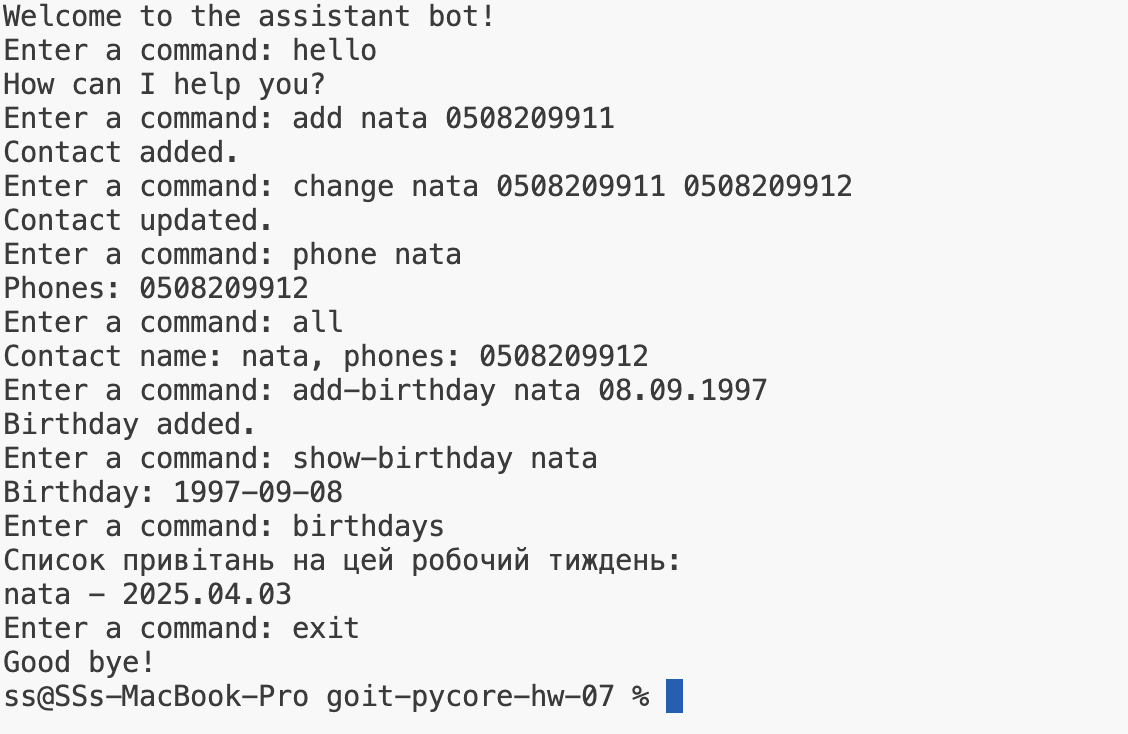 Welcome to the assistant bot!
Enter a command: hello
How can I help you?
Enter a command: add nata 0508209911
Contact added.
Enter a command: change nata 0508209911 0508209912
Contact updated.
Enter a command: phone nata
Phones: 0508209912
Enter a command: all
Contact name: nata, phones: 0508209912
Enter a command: add-birthday nata 08.09.1997
Birthday added.
Enter a command: show-birthday nata
Birthday: 1997-09-08
Enter a command: birthdays
Список привітань на цей робочий тиждень:
nata - 2025.04.03
Enter a command: exit
Good bye!
ss@SSs-MacBook-Pro goit-pycore-hw-07 %